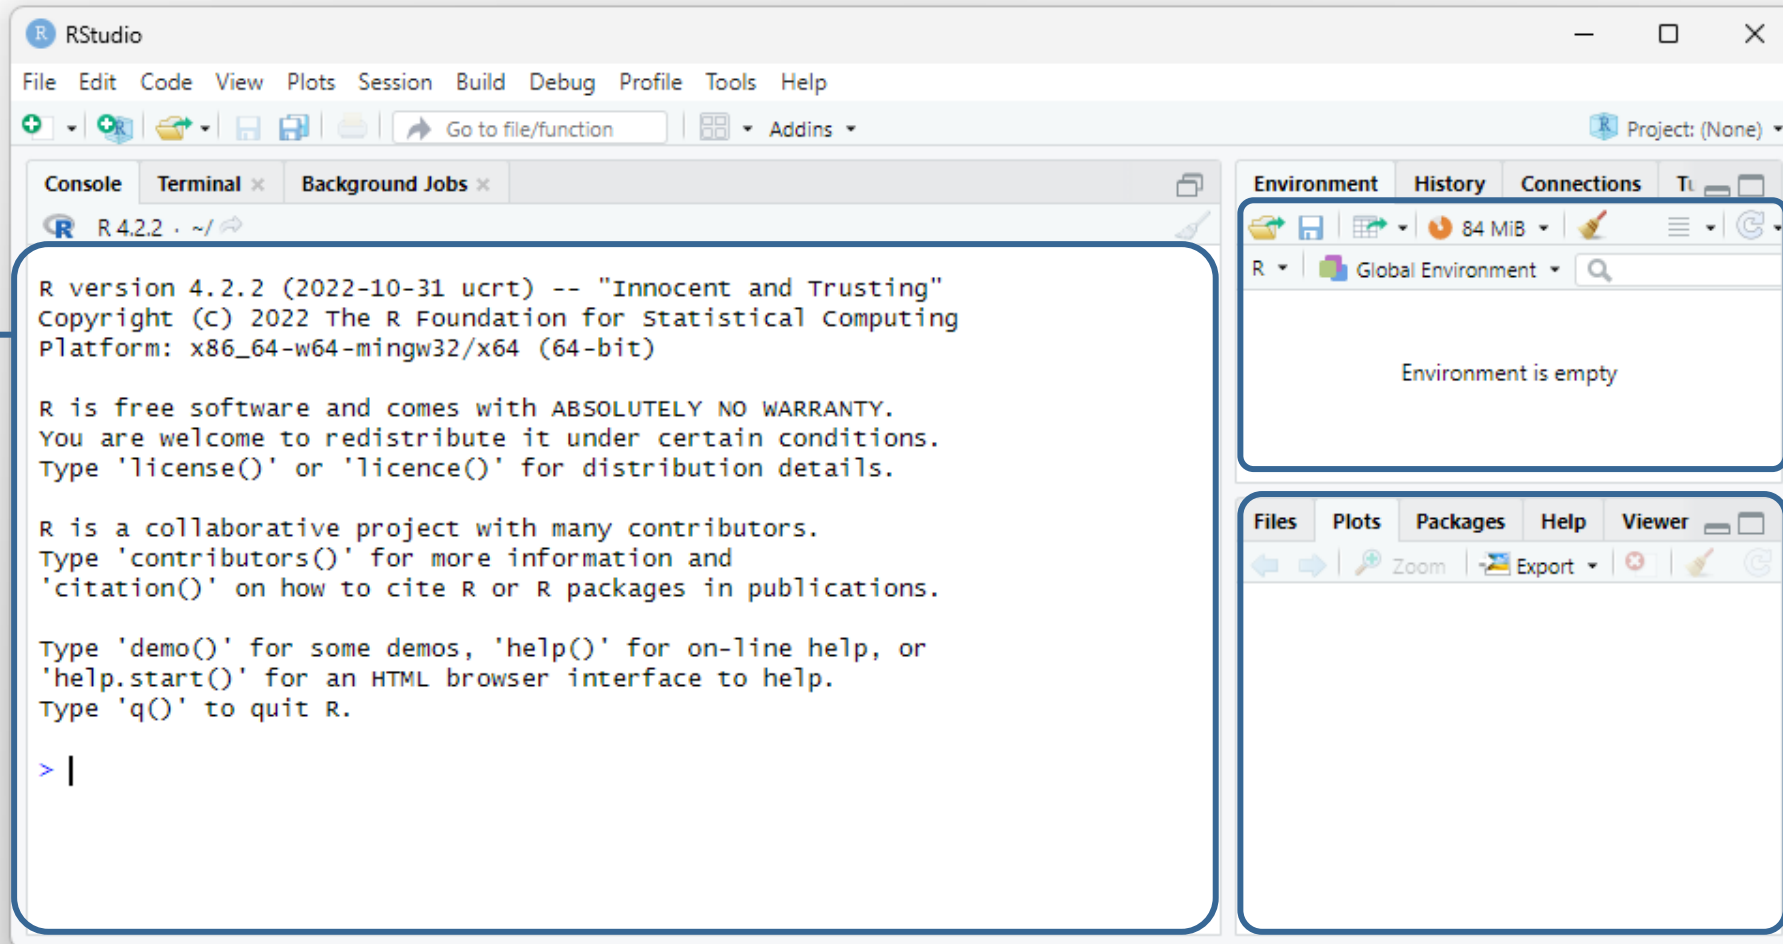 RStudio
File Edit Code View Plots Session Build Debug Profile Tools Help
Go to file/function Addins Project: (None)
Console Terminal Background Jobs
R 4.2.2 · ~/
R version 4.2.2 (2022-10-31 ucrt) -- "Innocent and Trusting"
Copyright (C) 2022 The R Foundation for Statistical Computing
Platform: x86_64-w64-mingw32/x64 (64-bit)
R is free software and comes with ABSOLUTELY NO WARRANTY.
You are welcome to redistribute it under certain conditions.
Type 'license()' or 'licence()' for distribution details.
R is a collaborative project with many contributors.
Type 'contributors()' for more information and
'citation()' on how to cite R or R packages in publications.
Type 'demo()' for some demos, 'help()' for on-line help, or
'help.start()' for an HTML browser interface to help.
Type 'q()' to quit R.
>
Environment History Connections
84 MiB
R Global Environment
Environment is empty
Files Plots Packages Help Viewer
Zoom Export